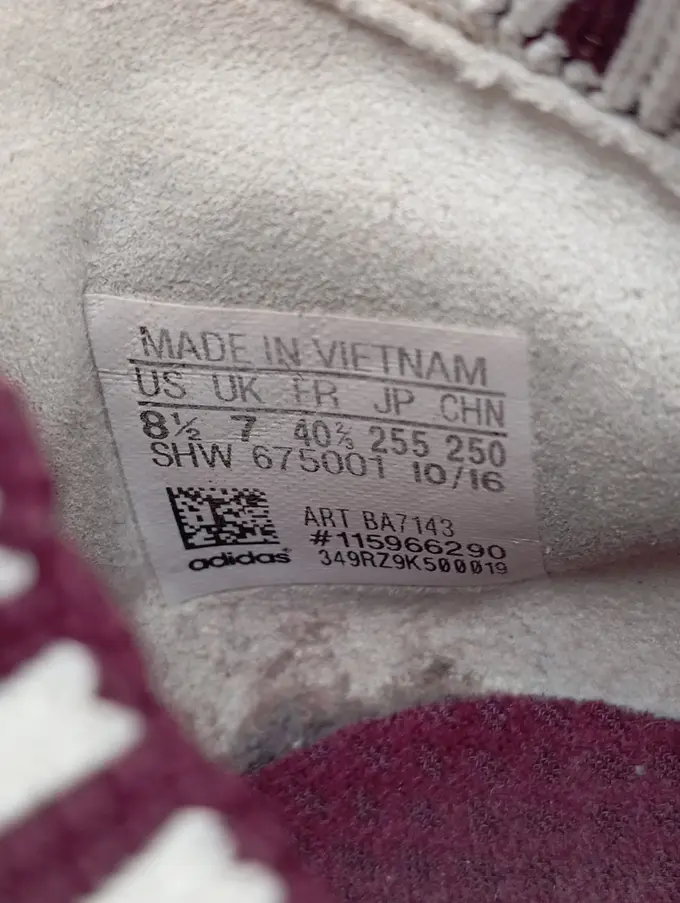 MADE IN VIETNAM
US UK FR JP CHN
8½ 7 40⅔ 255 250
SHW 675001 10/16
ART BA7143
#115966290
adidas 349RZ9K500019